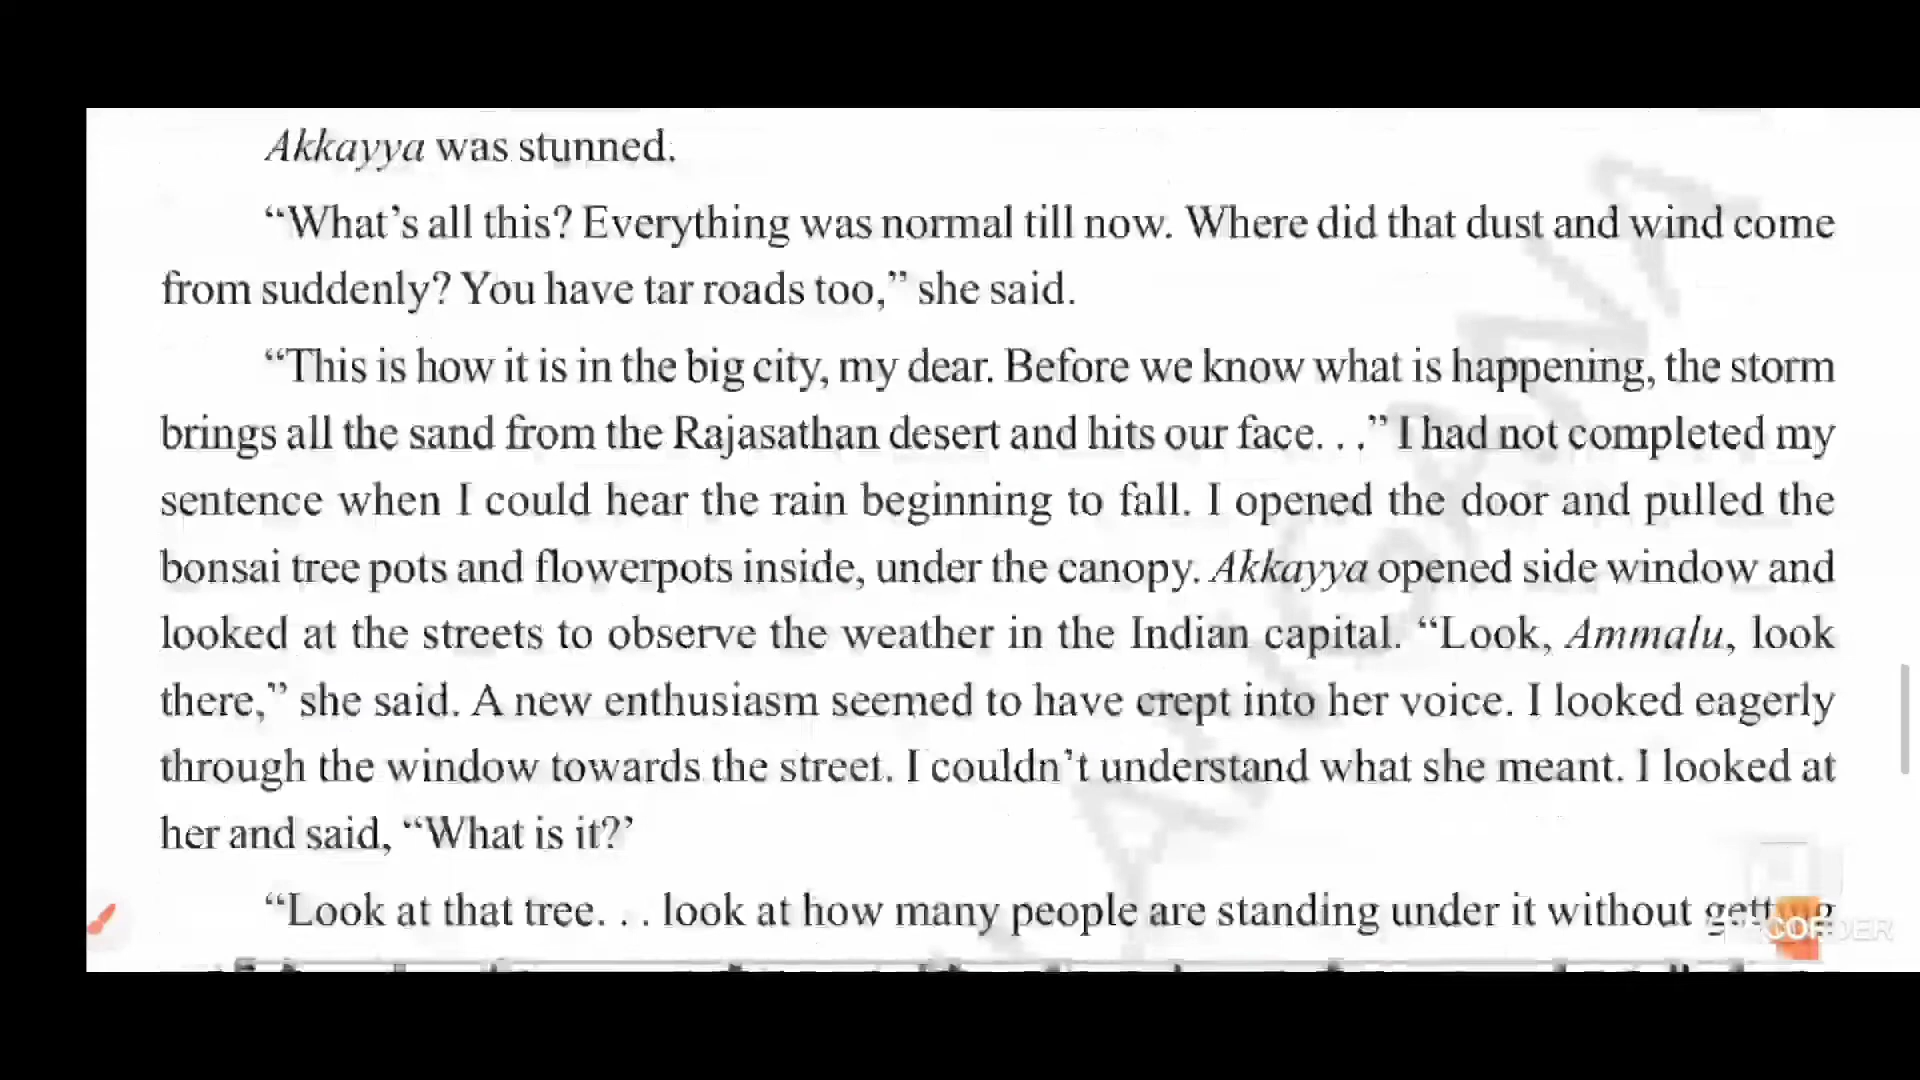 Akkayya was stunned.
“What’s all this? Everything was normal till now. Where did that dust and wind come
from suddenly? You have tar roads too,” she said.
“This is how it is in the big city, my dear. Before we know what is happening, the storm
brings all the sand from the Rajasathan desert and hits our face. . .” I had not completed my
sentence when I could hear the rain beginning to fall. I opened the door and pulled the
bonsai tree pots and flowerpots inside, under the canopy. Akkayya opened side window and
looked at the streets to observe the weather in the Indian capital. “Look, Ammalu, look
there,” she said. A new enthusiasm seemed to have crept into her voice. I looked eagerly
through the window towards the street. I couldn’t understand what she meant. I looked at
her and said, “What is it?’
“Look at that tree. . . look at how many people are standing under it without